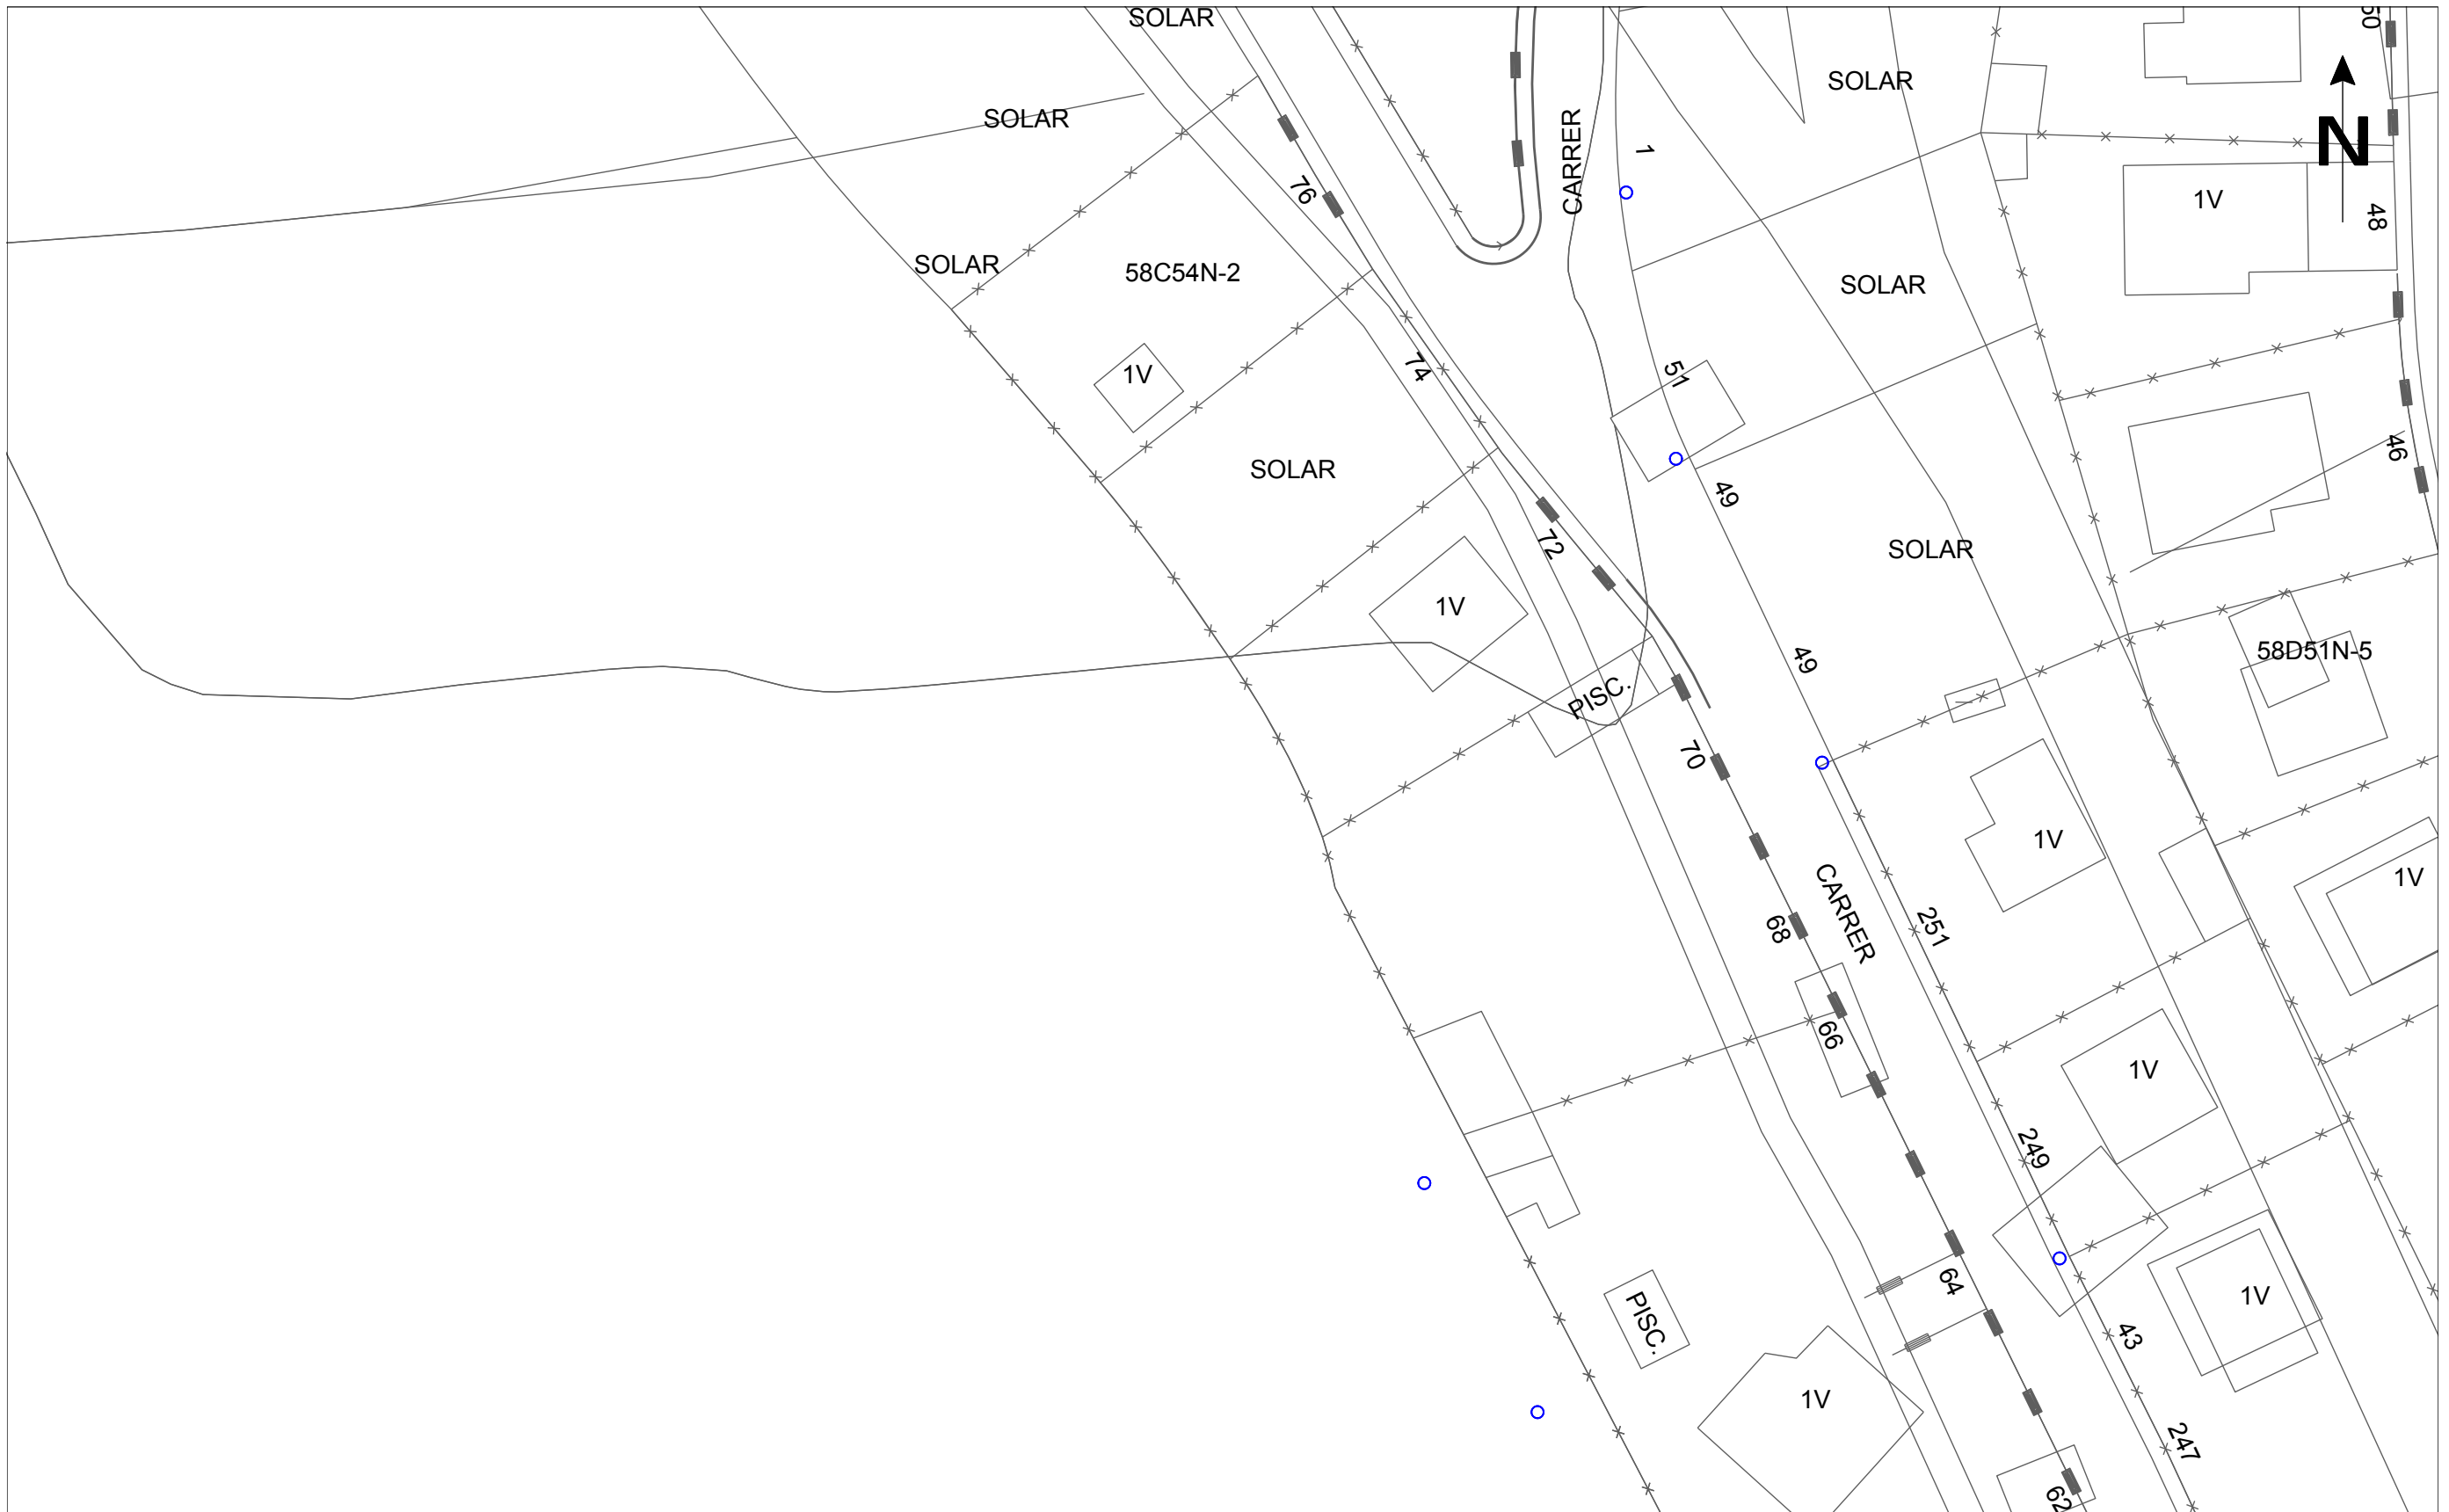 SOLAR
50
SOLAR
SOLAR
CARRER
1
N
76
1V
48
SOLAR
58C54N-2
SOLAR
74
1V
51
46
SOLAR
49
72
SOLAR
1V
49
58D51N-5
PISC.
70
1V
1V
68
CARRER
251
66
1V
249
64
1V
PISC.
43
1V
247
62